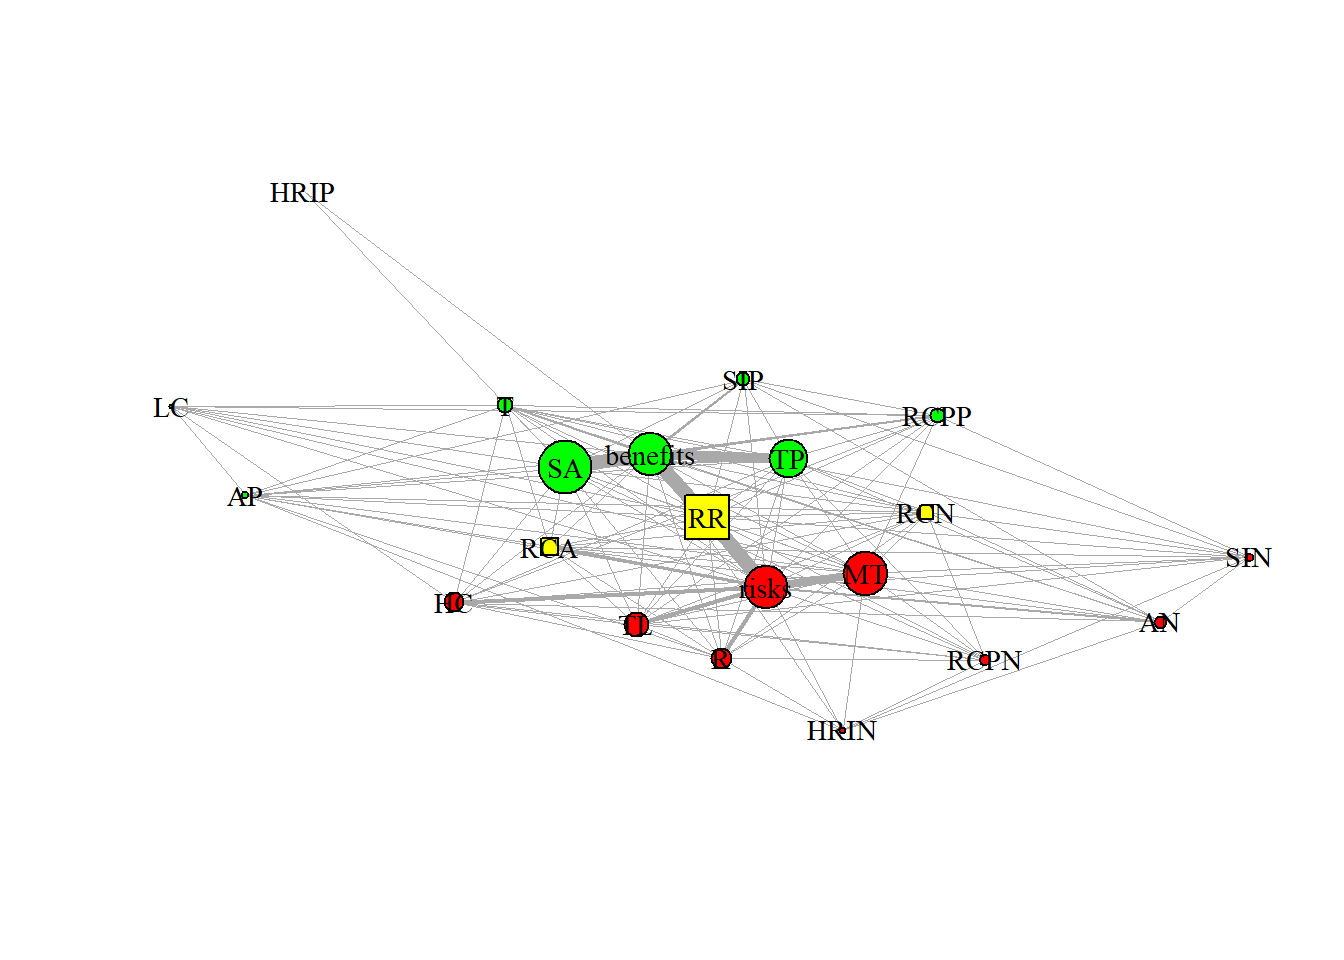 HRIP
SIP
LC
T
RCPP
benefits
TP
SA
AP
RR
RCN
RCA
SIN
MT
risks
HC
TL
AN
R
RCPN
HRIN